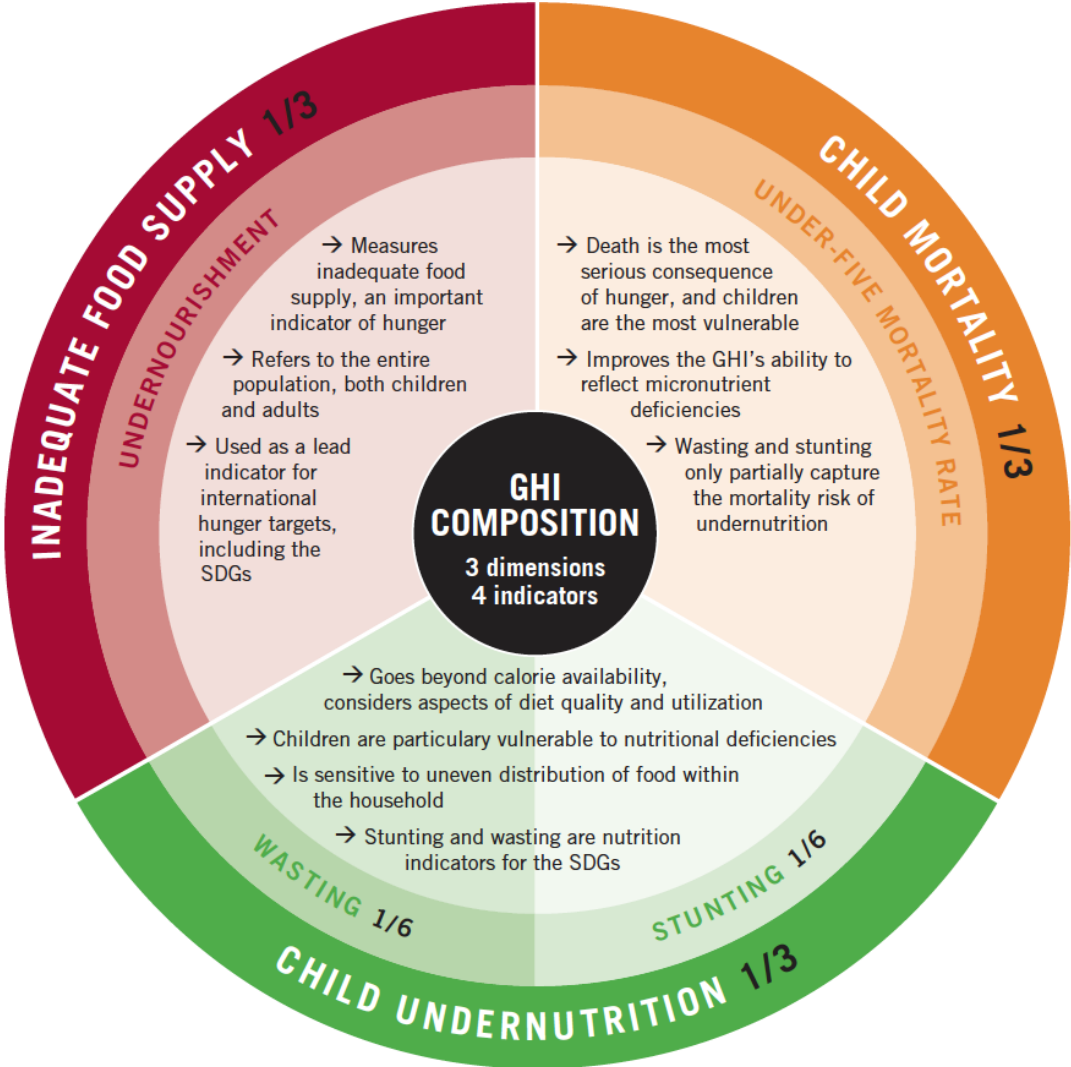 INADEQUATE FOOD SUPPLY 1/3
UNDERNOURISHMENT
→ Measures
inadequate food
supply, an important
indicator of hunger
→ Refers to the entire
population, both children
and adults
→ Used as a lead
indicator for
international
hunger targets,
including the
SDGs
CHILD MORTALITY 1/3
UNDER-FIVE MORTALITY RATE
→ Death is the most
serious consequence
of hunger, and children
are the most vulnerable
→ Improves the GHI’s ability to
reflect micronutrient
deficiencies
→ Wasting and stunting
only partially capture
the mortality risk of
undernutrition
GHI
COMPOSITION
3 dimensions
4 indicators
→ Goes beyond calorie availability,
considers aspects of diet quality and utilization
→ Children are particulary vulnerable to nutritional deficiencies
→ Is sensitive to uneven distribution of food within
the household
→ Stunting and wasting are nutrition
indicators for the SDGs
WASTING 1/6
STUNTING 1/6
CHILD UNDERNUTRITION 1/3